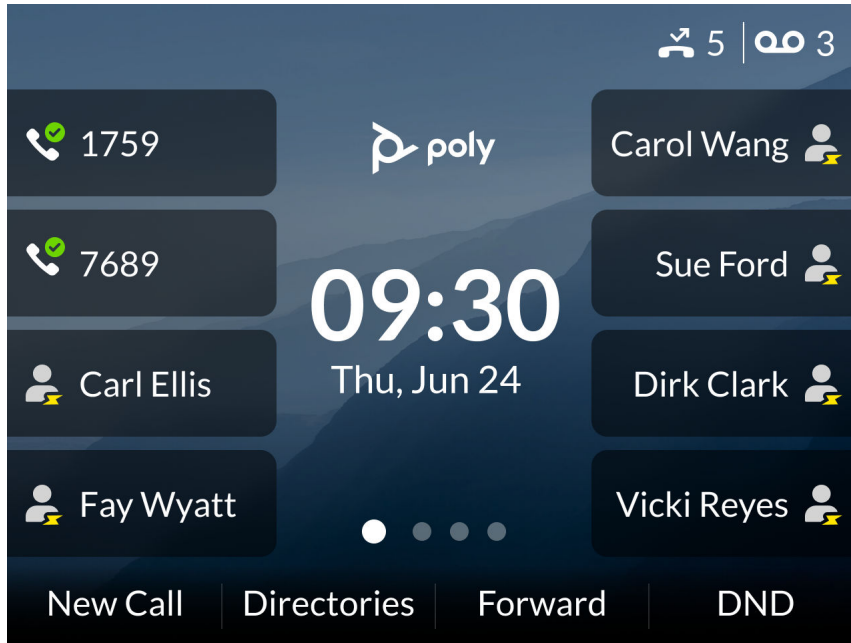 5 | 3
1759
poly
Carol Wang
7689
Sue Ford
09:30
Thu, Jun 24
Carl Ellis
Dirk Clark
Fay Wyatt
Vicki Reyes
New Call
Directories
Forward
DND